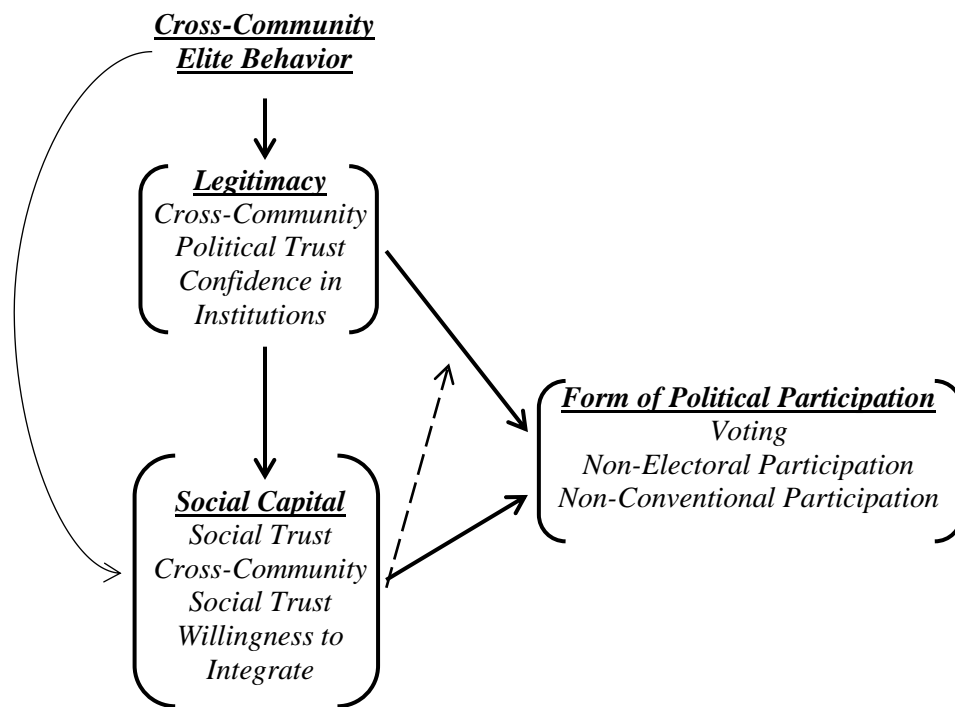 Cross-Community
Elite Behavior
Legitimacy
Cross-Community
Political Trust
Confidence in
Institutions
Form of Political Participation
Voting
Non-Electoral Participation
Non-Conventional Participation
Social Capital
Social Trust
Cross-Community
Social Trust
Willingness to
Integrate